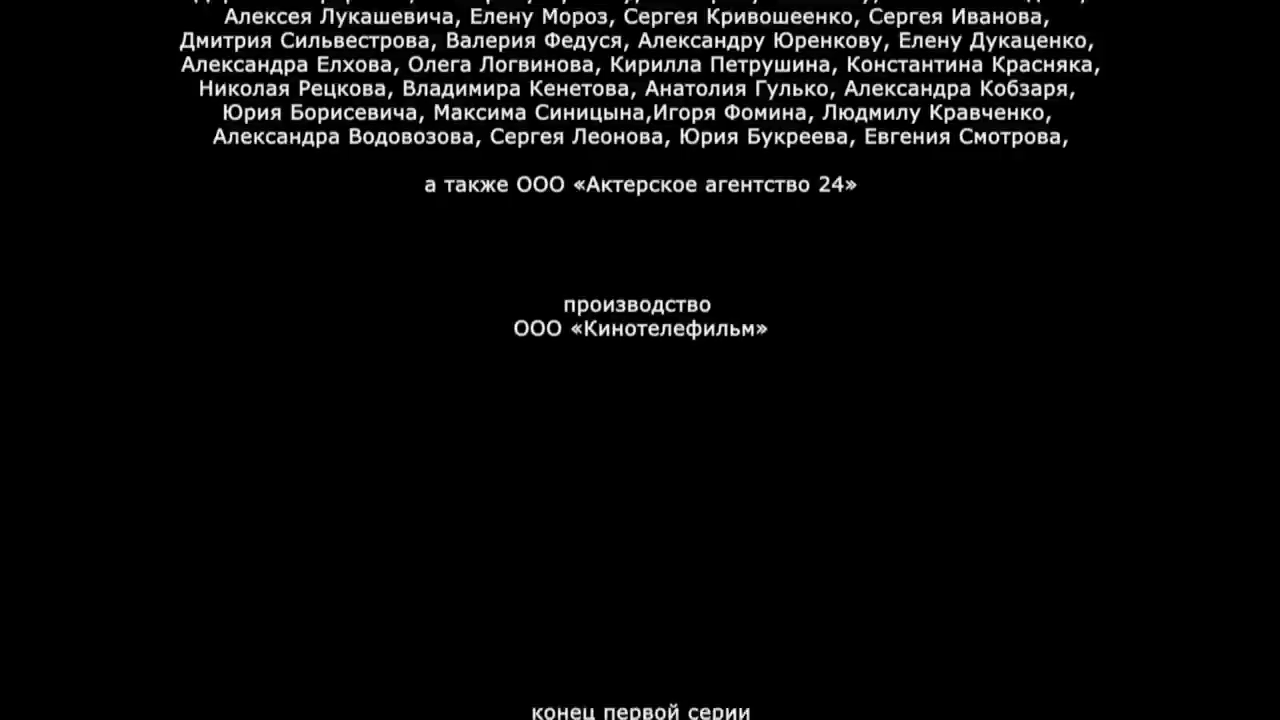 Алексея Лукашевича, Елену Мороз, Сергея Кривошеенко, Сергея Иванова,
Дмитрия Сильвестрова, Валерия Федуся, Александру Юренкову, Елену Дукаценко,
Александра Елхова, Олега Логвинова, Кирилла Петрушина, Константина Красняка,
Николая Рецкова, Владимира Кенетова, Анатолия Гулько, Александра Кобзаря,
Юрия Борисевича, Максима Синицына,Игоря Фомина, Людмилу Кравченко,
Александра Водовозова, Сергея Леонова, Юрия Букреева, Евгения Смотрова,
а также ООО «Актерское агентство 24»
производство
ООО «Кинотелефильм»
конец первой серии